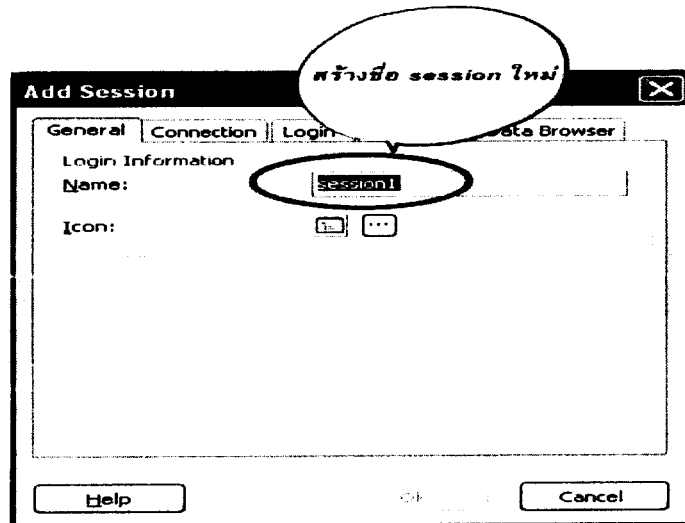 สร้างชื่อ session ใหม่
Add Session
General Connection Login Data Browser
Login Information
Name: session1
Icon: ...
Help Ok Cancel